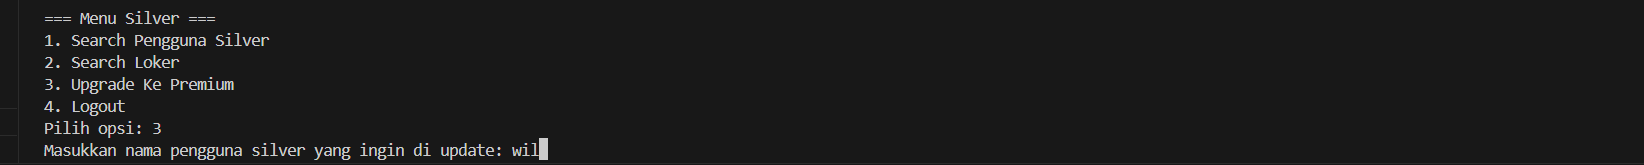 === Menu Silver ===
1. Search Pengguna Silver
2. Search Loker
3. Upgrade Ke Premium
4. Logout
Pilih opsi: 3
Masukkan nama pengguna silver yang ingin di update: wil